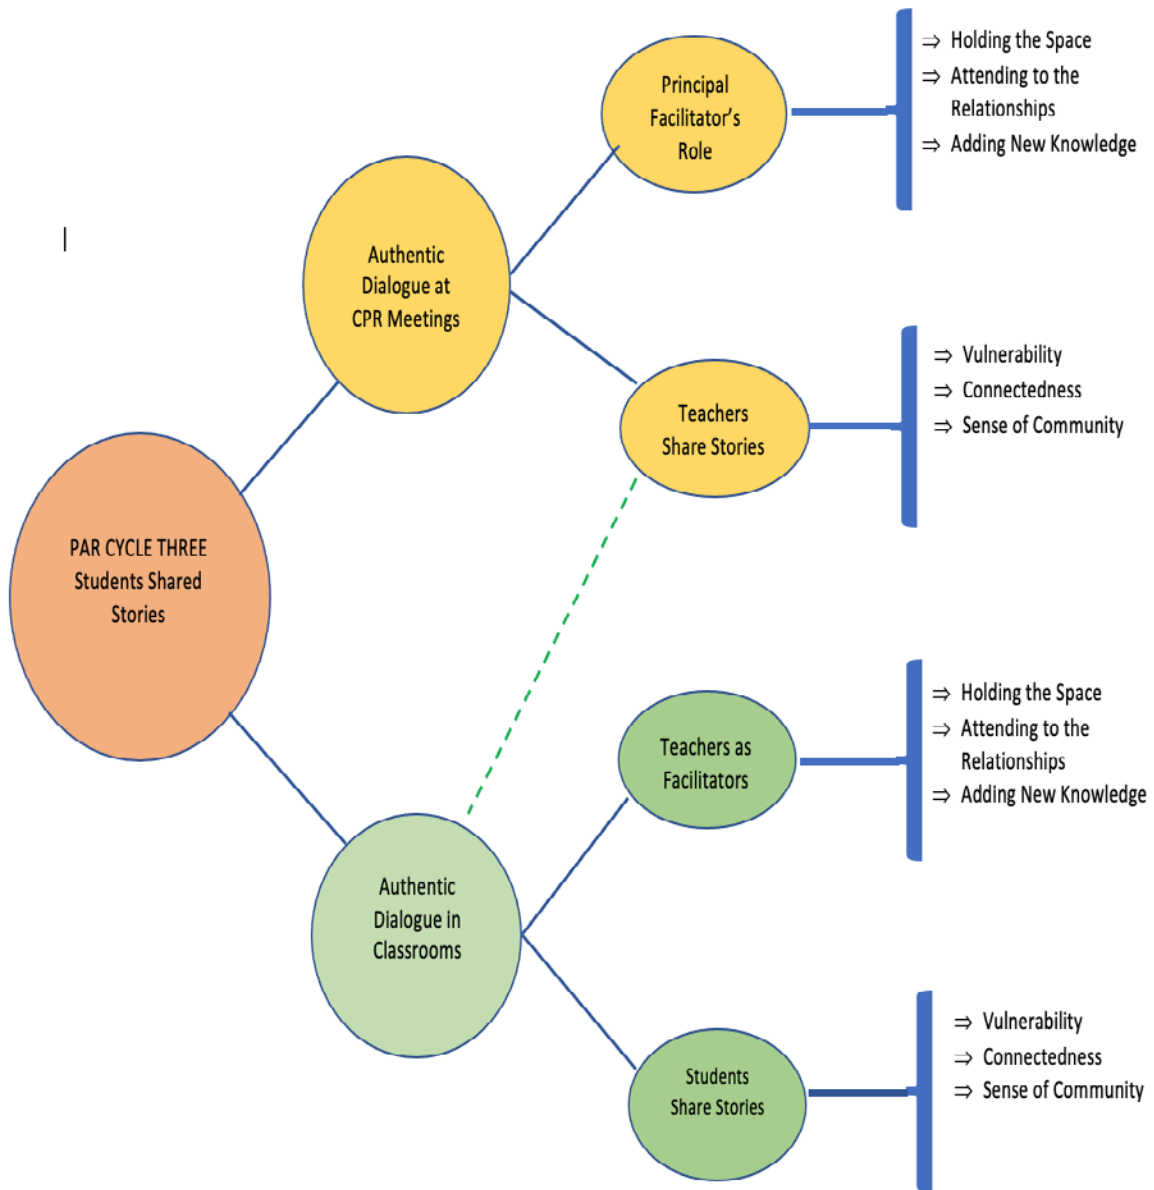 Principal
Facilitator’s
Role
⇒ Holding the Space
⇒ Attending to the
Relationships
⇒ Adding New Knowledge
Authentic
Dialogue at
CPR Meetings
Teachers
Share Stories
⇒ Vulnerability
⇒ Connectedness
⇒ Sense of Community
PAR CYCLE THREE
Students Shared
Stories
Teachers as
Facilitators
⇒ Holding the Space
⇒ Attending to the
Relationships
⇒ Adding New Knowledge
Authentic
Dialogue in
Classrooms
Students
Share Stories
⇒ Vulnerability
⇒ Connectedness
⇒ Sense of Community